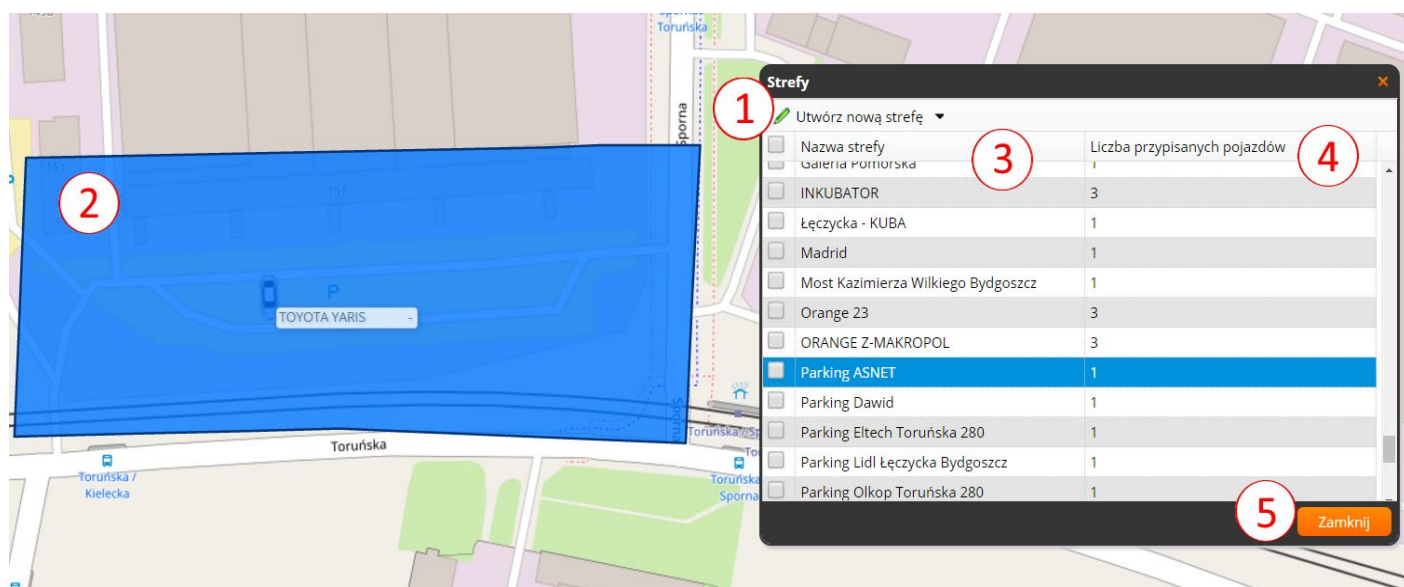 Sporna
Toruńska
Sporna
151
151
P
TOYOTA YARIS -
Toruńska
Toruńska /
Kielecka
Toruńska
Sporna
1
2
3
4
5
Strefy
Utwórz nową strefę
Nazwa strefy Liczba przypisanych pojazdów
Galeria Pomorska 1
INKUBATOR 3
Łęczycka - KUBA 1
Madrid 1
Most Kazimierza Wilkiego Bydgoszcz 1
Orange 23 3
ORANGE Z-MAKROPOL 3
Parking ASNET 1
Parking Dawid 1
Parking Eltech Toruńska 280 1
Parking Lidl Łęczycka Bydgoszcz 1
Parking Olkop Toruńska 280 1
Zamknij